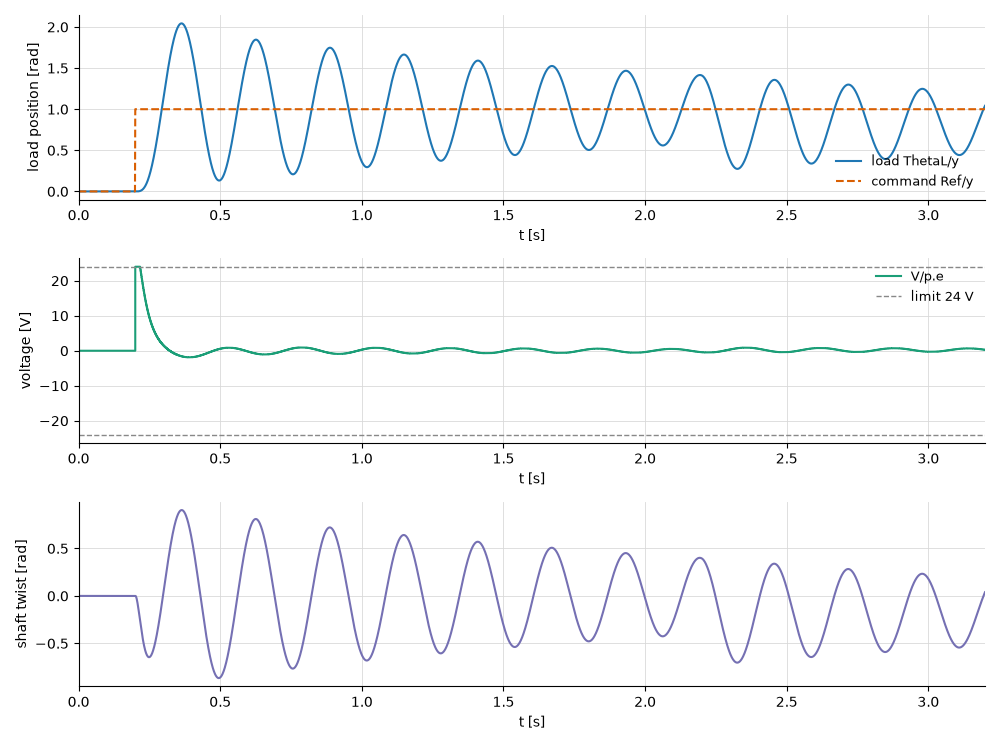 load position [rad]
2.0
1.5
1.0
0.5
0.0
load ThetaL/y
command Ref/y
0.0 0.5 1.0 1.5 2.0 2.5 3.0
t [s]
voltage [V]
20
10
0
−10
−20
V/p.e
limit 24 V
0.0 0.5 1.0 1.5 2.0 2.5 3.0
t [s]
shaft twist [rad]
0.5
0.0
−0.5
0.0 0.5 1.0 1.5 2.0 2.5 3.0
t [s]